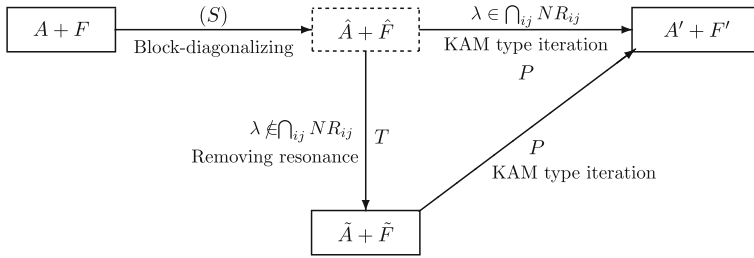 (S)
λ ∈ ⋂_{ij} NR_{ij}
A + F
Â + F̂
A′ + F′
Block-diagonalizing
KAM type iteration
P
λ ∉ ⋂_{ij} NR_{ij}
T
Removing resonance
P
KAM type iteration
Ã + F̃